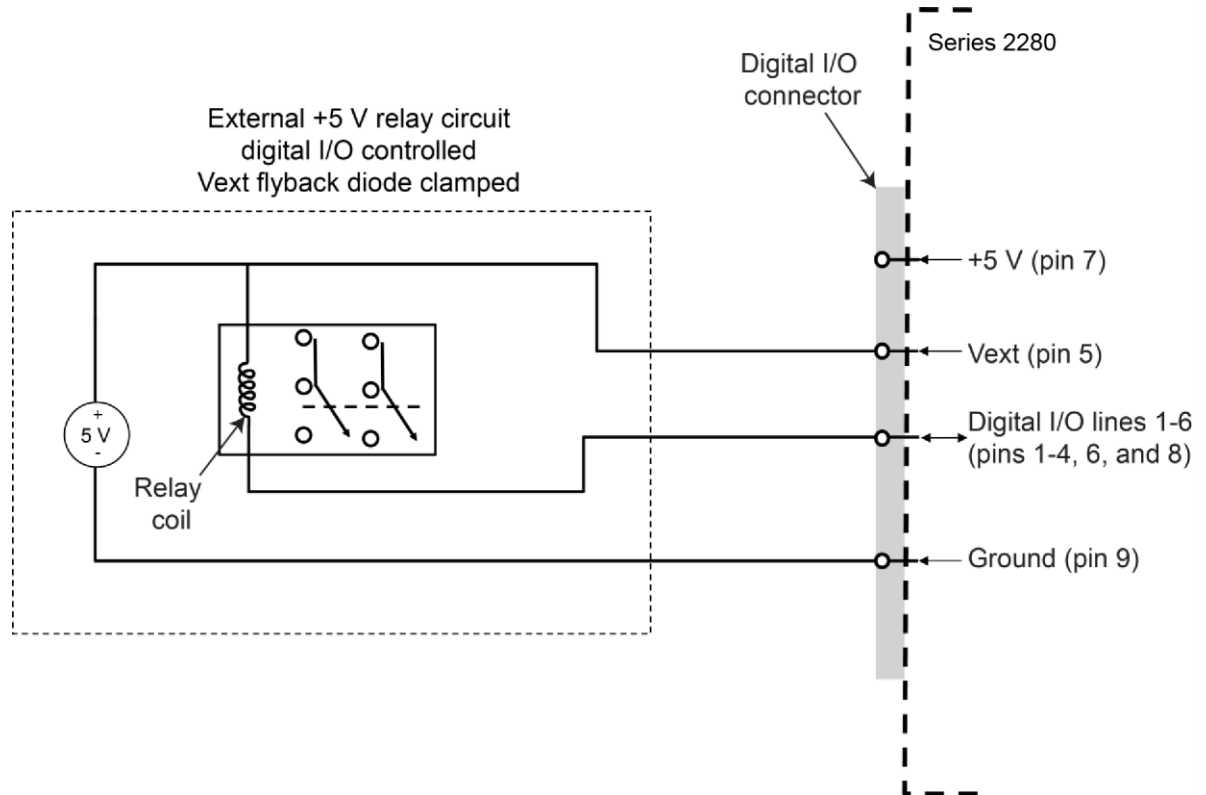 Series 2280
Digital I/O
connector
External +5 V relay circuit
digital I/O controlled
Vext flyback diode clamped
+5 V (pin 7)
Vext (pin 5)
+
5 V
-
Digital I/O lines 1-6
(pins 1-4, 6, and 8)
Relay
coil
Ground (pin 9)